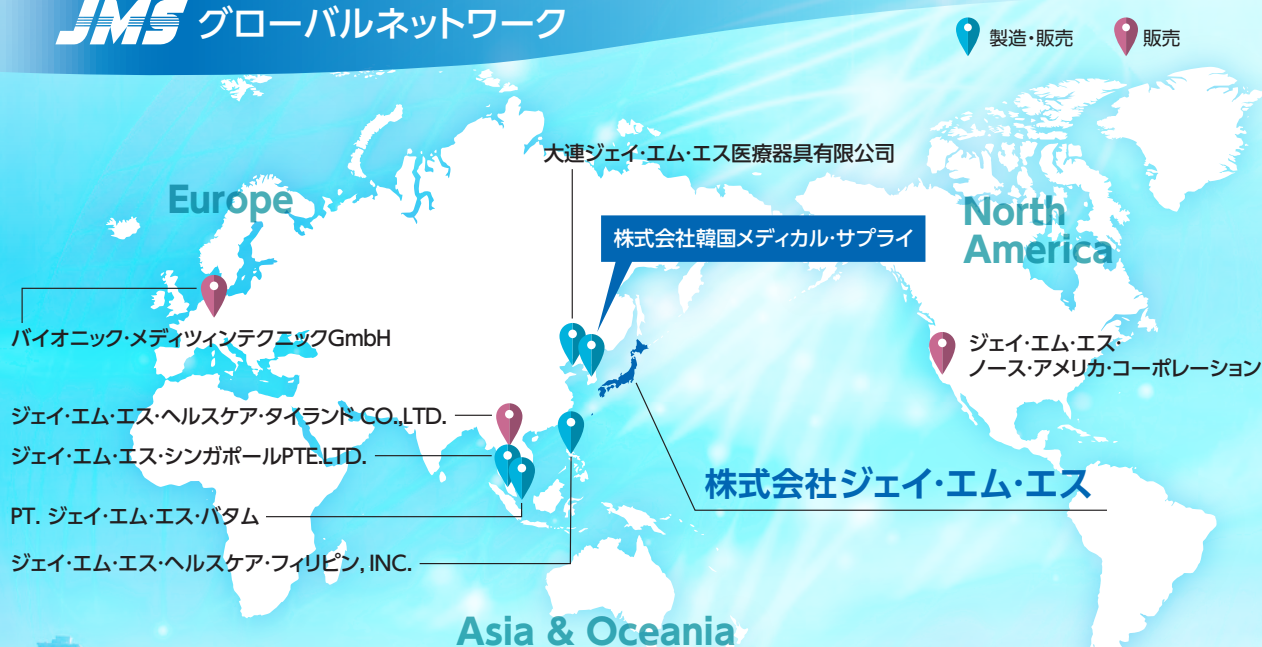 JMS グローバルネットワーク
製造・販売
販売
大連ジェイ・エム・エス医療器具有限公司
Europe
North
America
株式会社韓国メディカル・サプライ
バイオニック・メディツィンテクニックGmbH
ジェイ・エム・エス・
ノース・アメリカ・コーポレーション
ジェイ・エム・エス・ヘルスケア・タイランド CO.,LTD.
ジェイ・エム・エス・シンガポールPTE.LTD.
株式会社ジェイ・エム・エス
PT. ジェイ・エム・エス・バタム
ジェイ・エム・エス・ヘルスケア・フィリピン, INC.
Asia & Oceania